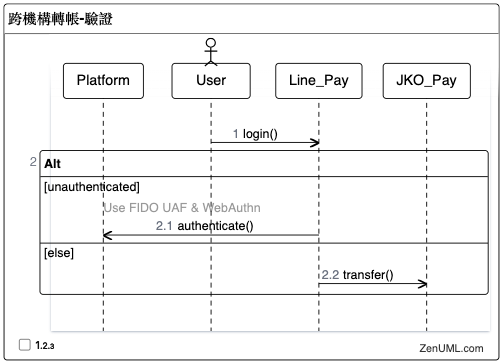 跨機構轉帳-驗證
Platform
User
Line_Pay
JKO_Pay
1 login()
2
Alt
[unauthenticated]
Use FIDO UAF & WebAuthn
2.1 authenticate()
[else]
2.2 transfer()
1.2.3
ZenUML.com